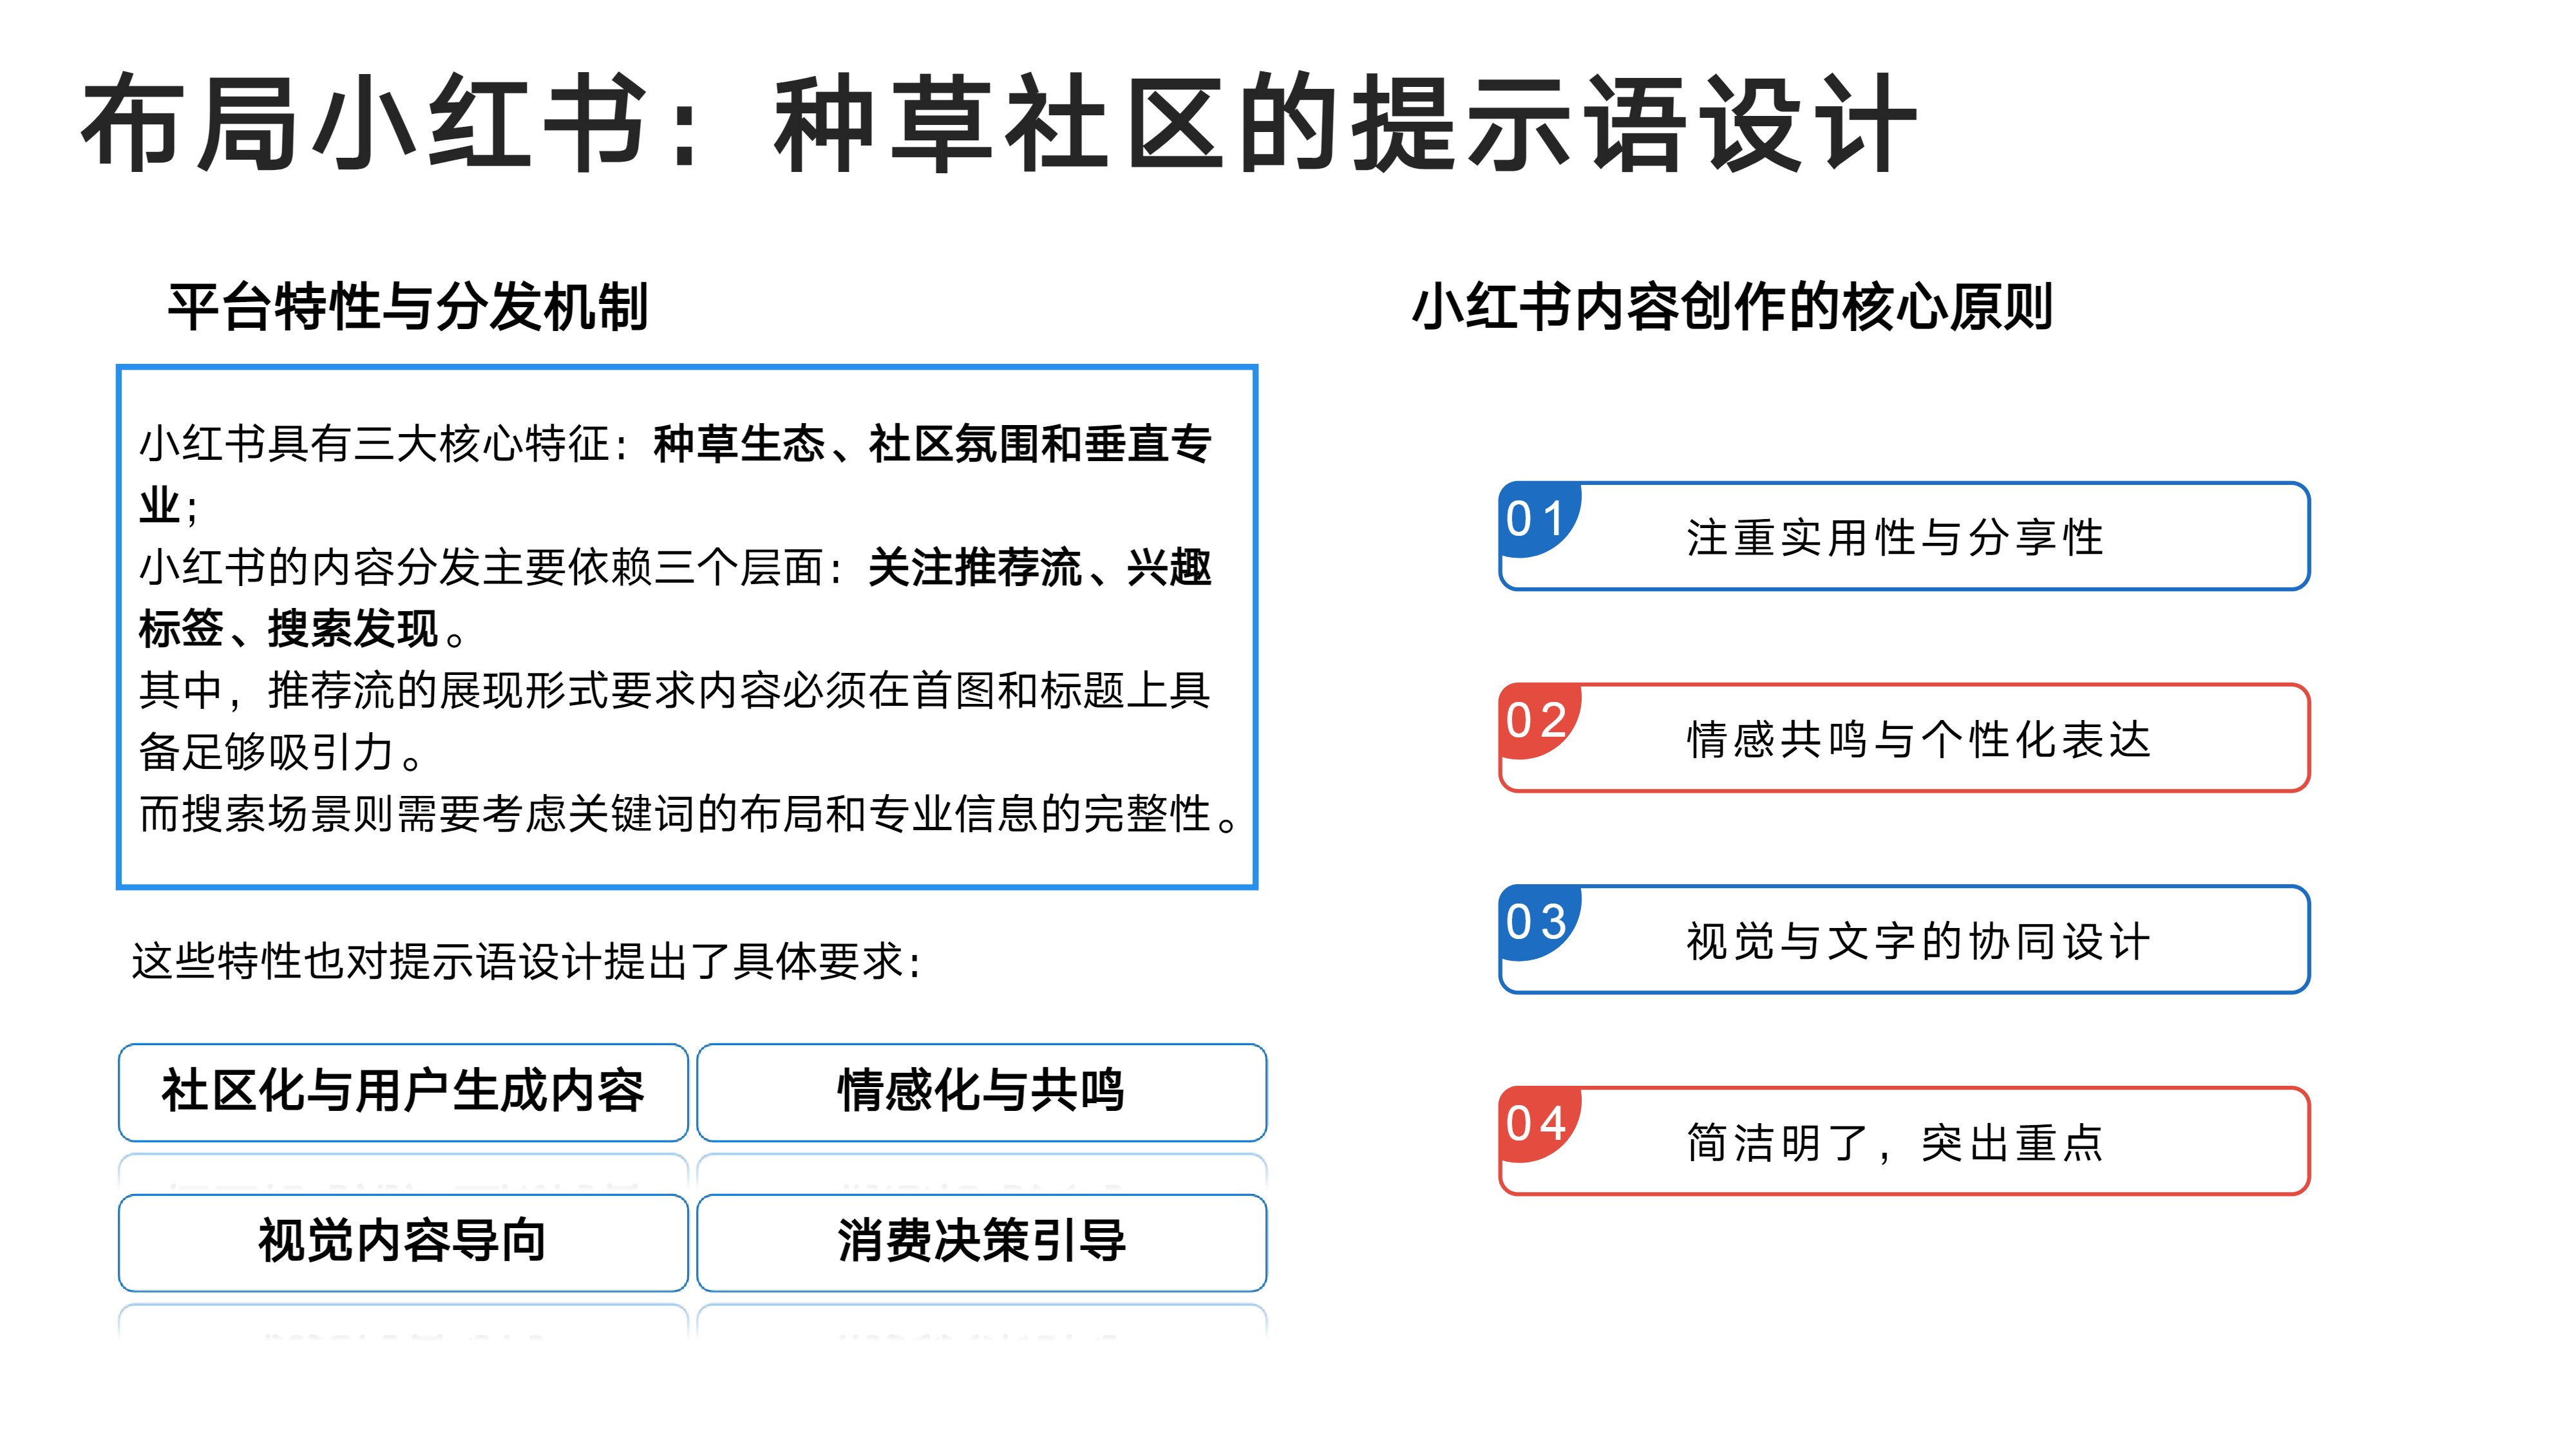 布局小红书：种草社区的提示语设计
平台特性与分发机制
小红书具有三大核心特征：种草生态、社区氛围和垂直专
业；
小红书的内容分发主要依赖三个层面：关注推荐流、兴趣
标签、搜索发现。
其中，推荐流的展现形式要求内容必须在首图和标题上具
备足够吸引力。
而搜索场景则需要考虑关键词的布局和专业信息的完整性。
这些特性也对提示语设计提出了具体要求：
社区化与用户生成内容
情感化与共鸣
视觉内容导向
消费决策引导
小红书内容创作的核心原则
01
注重实用性与分享性
02
情感共鸣与个性化表达
03
视觉与文字的协同设计
04
简洁明了，突出重点